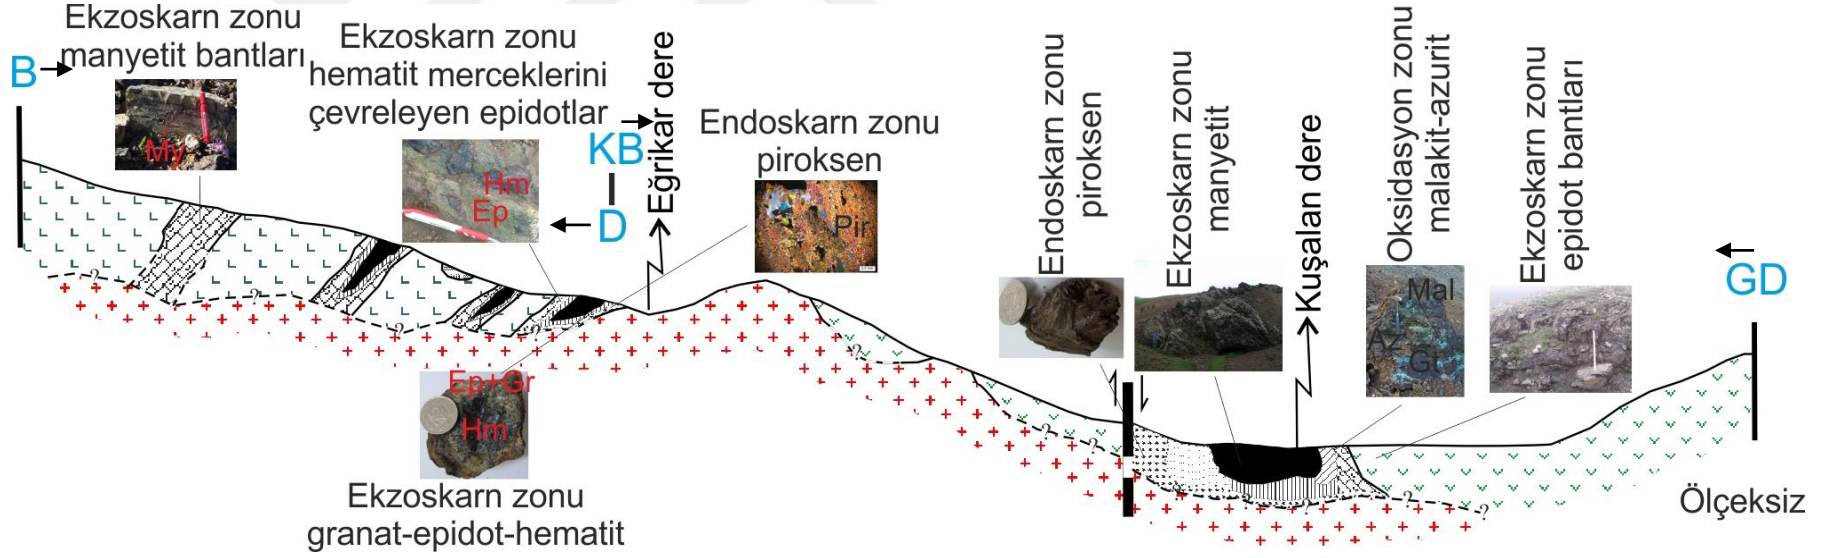 Ekzoskarn zonu
manyetit bantları
B
My
Ekzoskarn zonu
hematit merceklerini
çevreleyen epidotlar
Hm
Ep
KB
D
Eğrikar dere
Endoskarn zonu
piroksen
Pir
Ep+Gr
Hm
Ekzoskarn zonu
granat-epidot-hematit
Endoskarn zonu
piroksen
Ekzoskarn zonu
manyetit
Kuşalan dere
Oksidasyon zonu
malakit-azurit
Mal
Az
Gt
Ekzoskarn zonu
epidot bantları
GD
Ölçeksiz
?
?
?
?
?
?
?
?
?
?
?